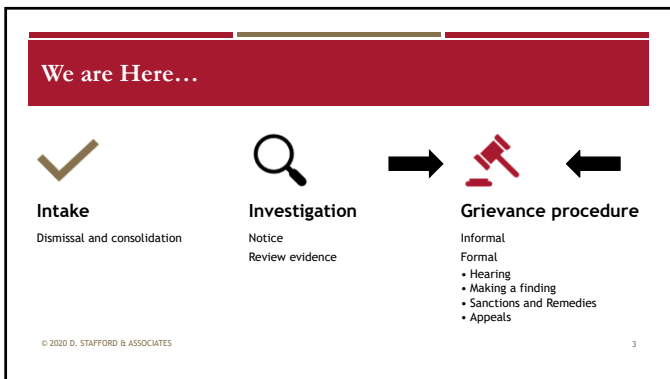 We are Here…
Intake
Dismissal and consolidation
Investigation
Notice
Review evidence
Grievance procedure
Informal
Formal
• Hearing
• Making a finding
• Sanctions and Remedies
• Appeals
© 2020 D. STAFFORD & ASSOCIATES
3